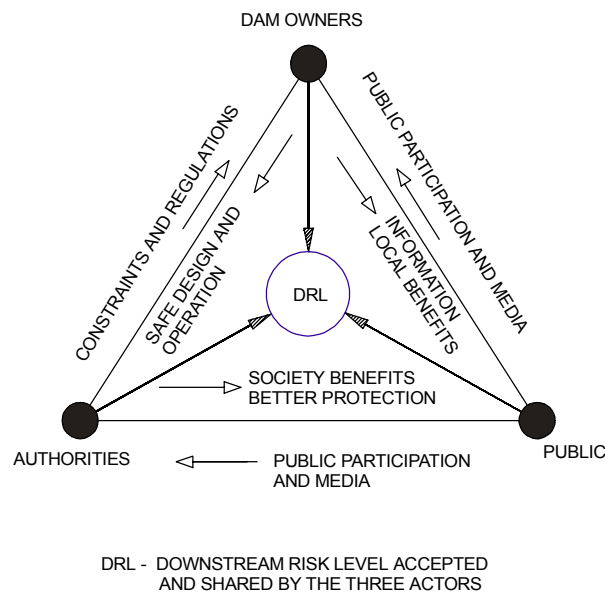 DAM OWNERS
CONSTRAINTS AND REGULATIONS
SAFE DESIGN AND
OPERATION
PUBLIC PARTICIPATION AND MEDIA
INFORMATION
LOCAL BENEFITS
DRL
SOCIETY BENEFITS
BETTER PROTECTION
AUTHORITIES
PUBLIC
PUBLIC PARTICIPATION
AND MEDIA
DRL - DOWNSTREAM RISK LEVEL ACCEPTED
AND SHARED BY THE THREE ACTORS